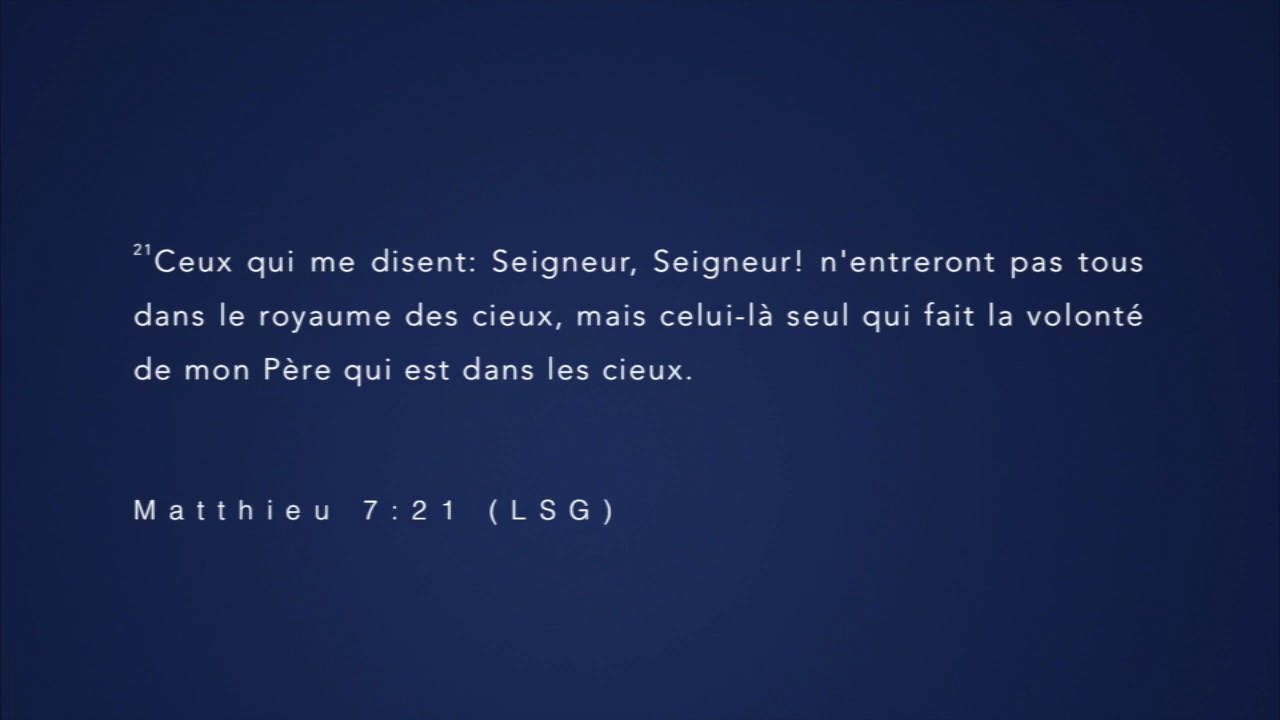 21Ceux qui me disent: Seigneur, Seigneur! n'entreront pas tous
dans le royaume des cieux, mais celui-là seul qui fait la volonté
de mon Père qui est dans les cieux.
Matthieu 7:21 (LSG)